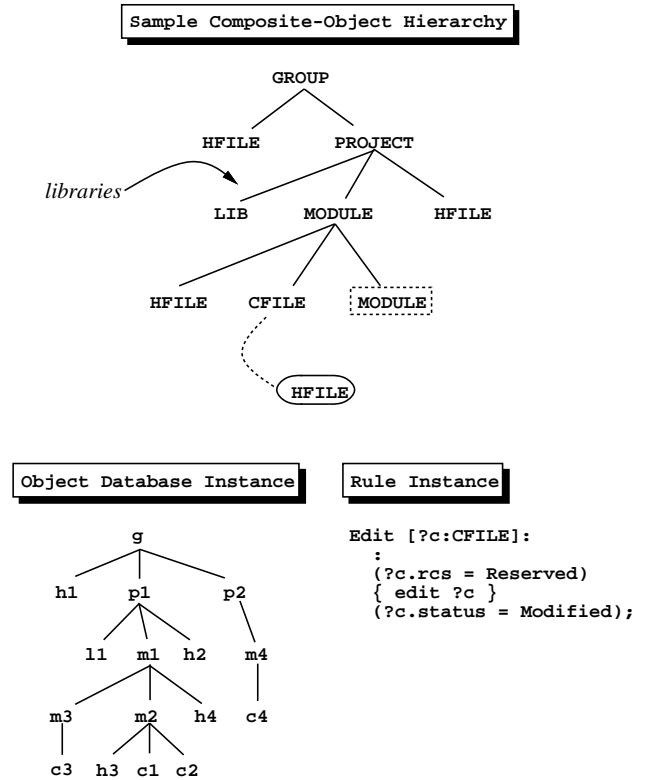 Sample Composite-Object Hierarchy
GROUP
HFILE PROJECT
libraries
LIB MODULE HFILE
HFILE CFILE MODULE
HFILE
Object Database Instance
g
h1 p1 p2
l1 m1 h2 m4
m3 m2 h4 c4
c3 h3 c1 c2
Rule Instance
Edit [?c:CFILE]:
:
(?c.rcs = Reserved)
{ edit ?c }
(?c.status = Modified);